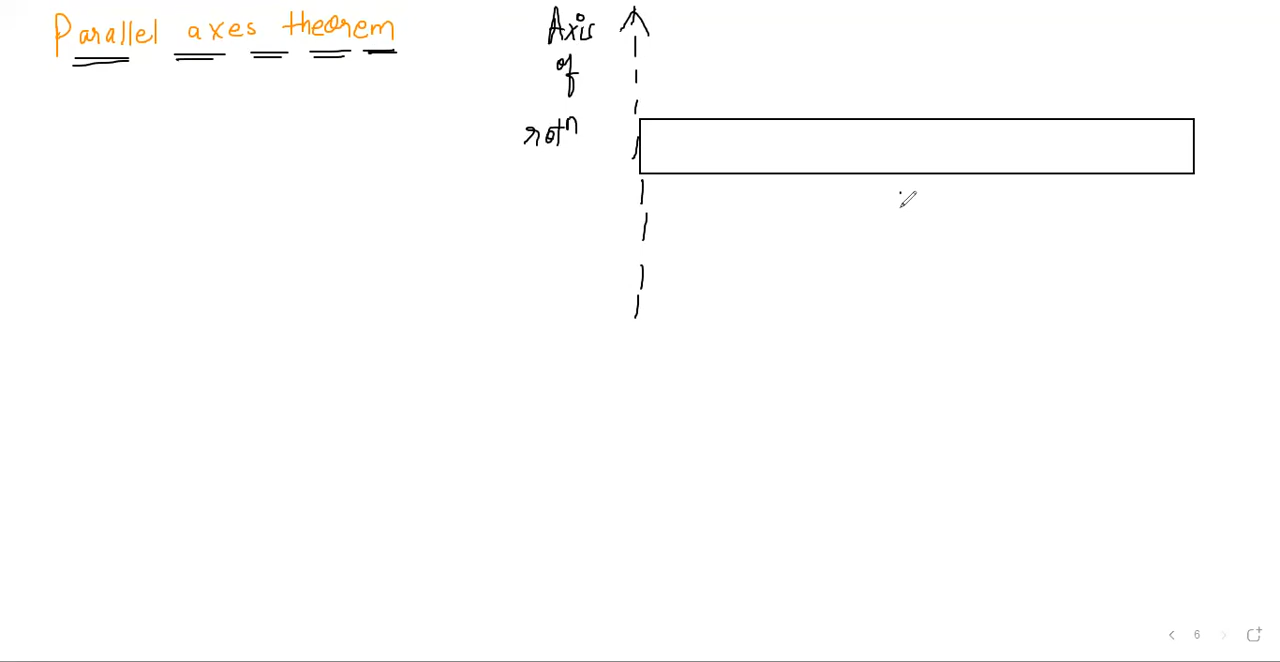 Parallel axes theorem
Axis
of
rotⁿ
6